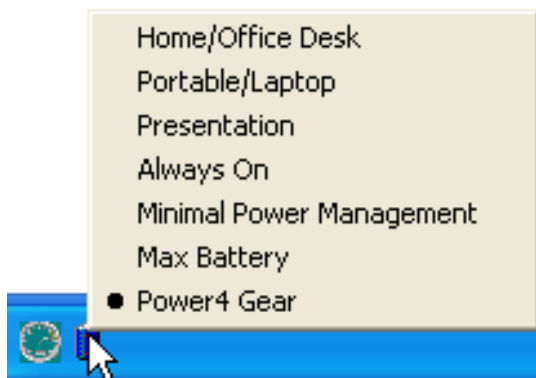 Home/Office Desk
Portable/Laptop
Presentation
Always On
Minimal Power Management
Max Battery
Power4 Gear